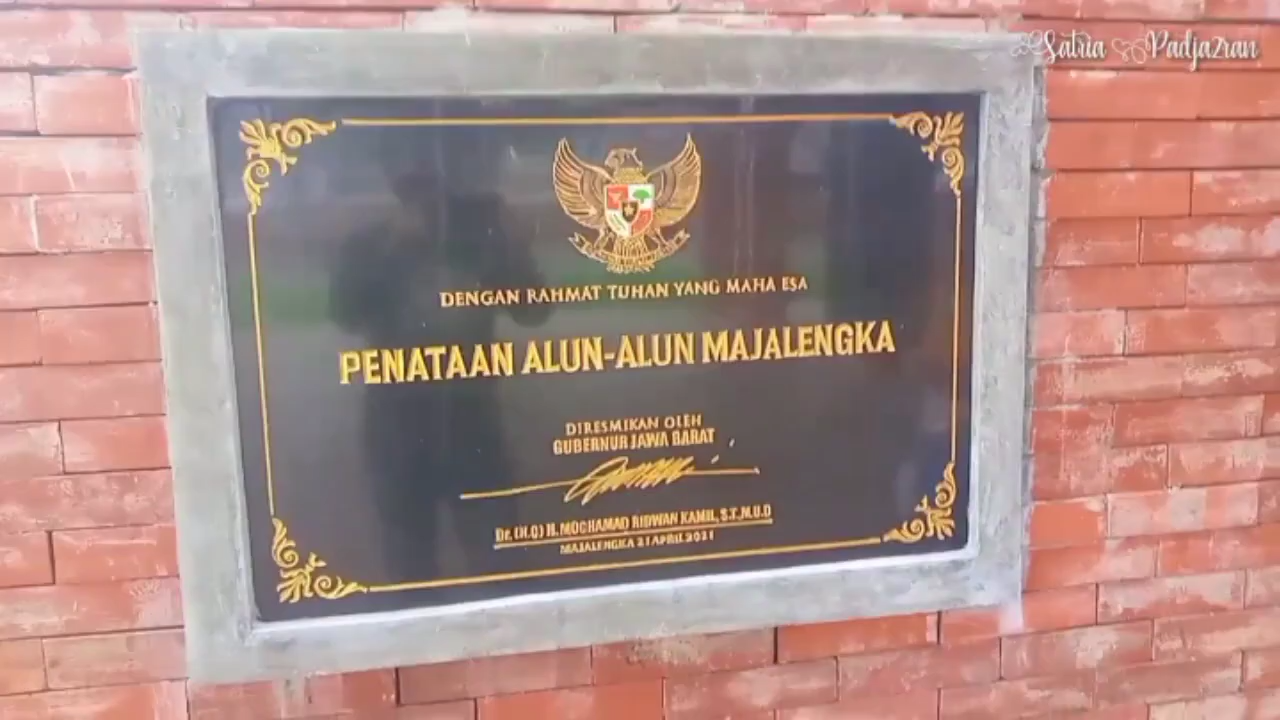 Satria Padja2ran
DENGAN RAHMAT TUHAN YANG MAHA ESA
PENATAAN ALUN-ALUN MAJALENGKA
DIRESMIKAN OLEH
GUBERNUR JAWA BARAT
Dr. (H.C) H. MOCHAMAD RIDWAN KAMIL, S.T, M.U.D
MAJALENGKA 21 APRIL 2021